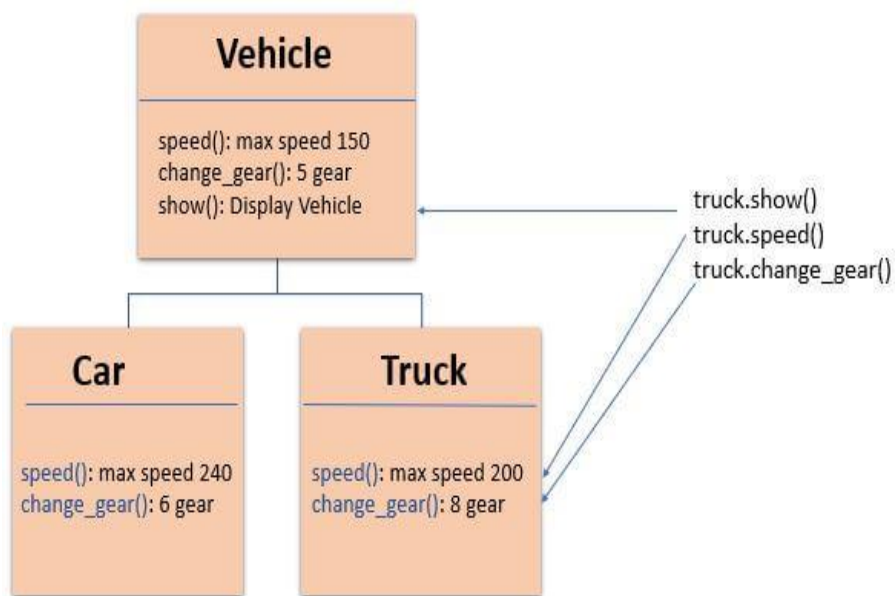 Vehicle
speed(): max speed 150
change_gear(): 5 gear
show(): Display Vehicle
truck.show()
truck.speed()
truck.change_gear()
Car
speed(): max speed 240
change_gear(): 6 gear
Truck
speed(): max speed 200
change_gear(): 8 gear